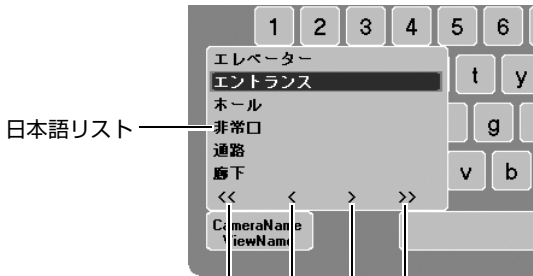 1 2 3 4 5 6
エレベーター
エントランス
t y
ホール
日本語リスト
非常口
g
通路
廊下
v b
<< < > >>
CameraName
ViewName